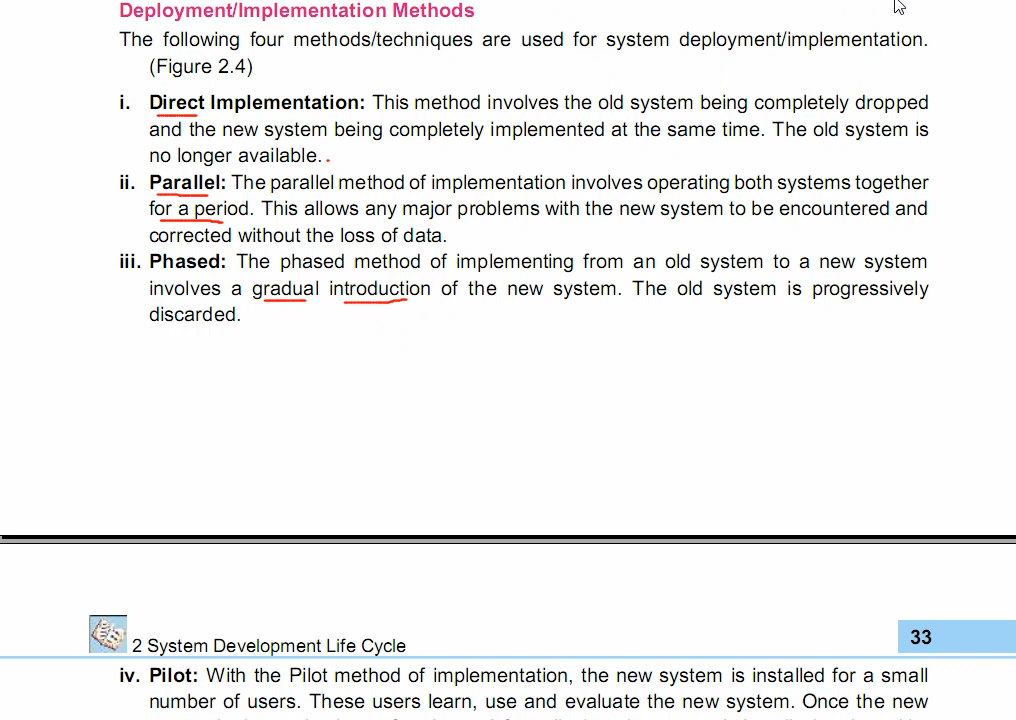 Deployment/Implementation Methods
The following four methods/techniques are used for system deployment/implementation.
(Figure 2.4)
i. Direct Implementation: This method involves the old system being completely dropped
and the new system being completely implemented at the same time. The old system is
no longer available. .
ii. Parallel: The parallel method of implementation involves operating both systems together
for a period. This allows any major problems with the new system to be encountered and
corrected without the loss of data.
iii. Phased: The phased method of implementing from an old system to a new system
involves a gradual introduction of the new system. The old system is progressively
discarded.
2 System Development Life Cycle
33
iv. Pilot: With the Pilot method of implementation, the new system is installed for a small
number of users. These users learn, use and evaluate the new system. Once the new